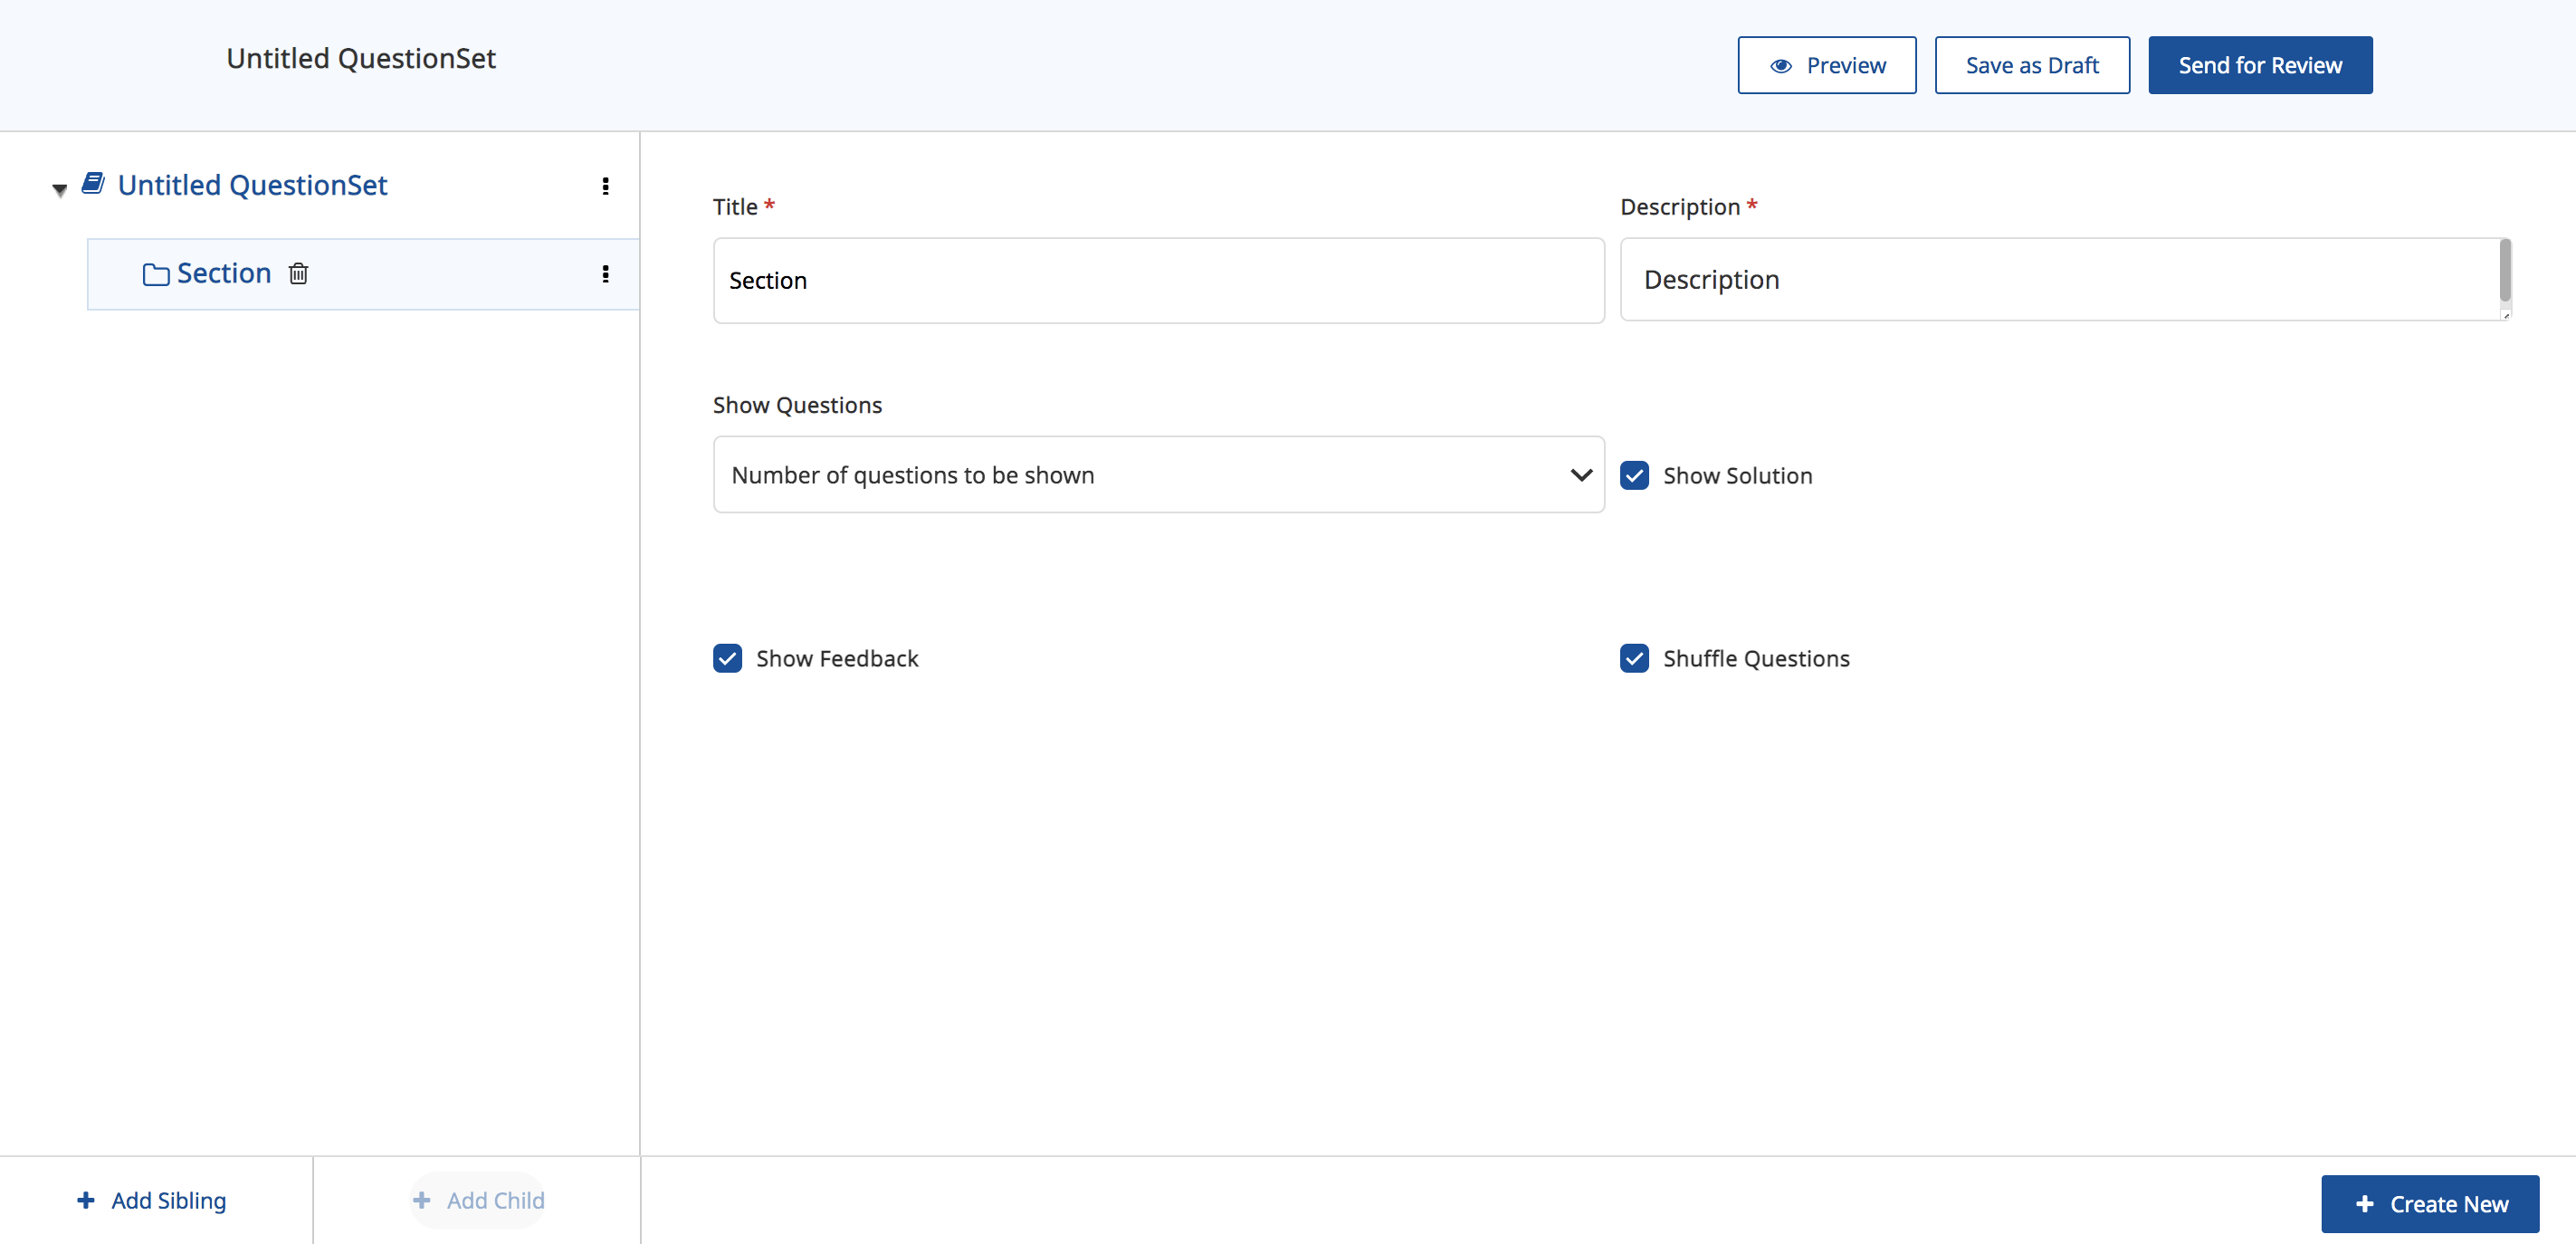 Untitled QuestionSet
Preview
Save as Draft
Send for Review
Untitled QuestionSet
Section
Title *
Description *
Section
Description
Show Questions
Number of questions to be shown
Show Solution
Show Feedback
Shuffle Questions
+ Add Sibling
+ Add Child
+ Create New